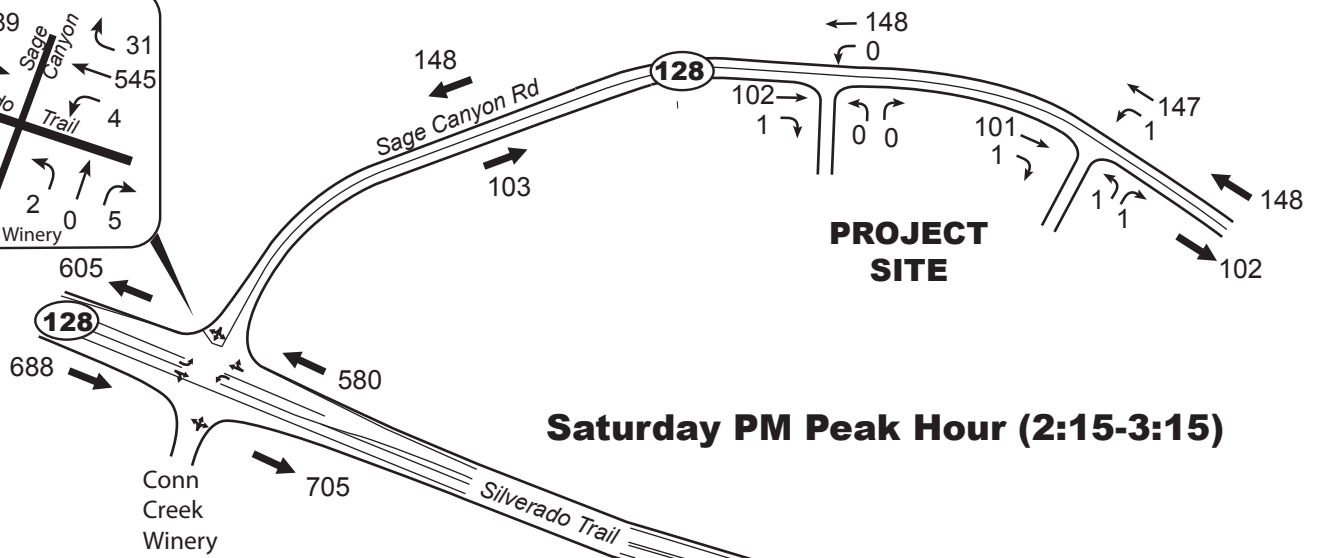 39
Sage
Canyon
31
545
4
Trail
2
0
5
Winery
148
128
Sage Canyon Rd
103
148
0
102
1
0
0
147
1
101
1
1
1
148
102
PROJECT
SITE
605
128
688
580
705
Conn
Creek
Winery
Silverado Trail
Saturday PM Peak Hour (2:15-3:15)